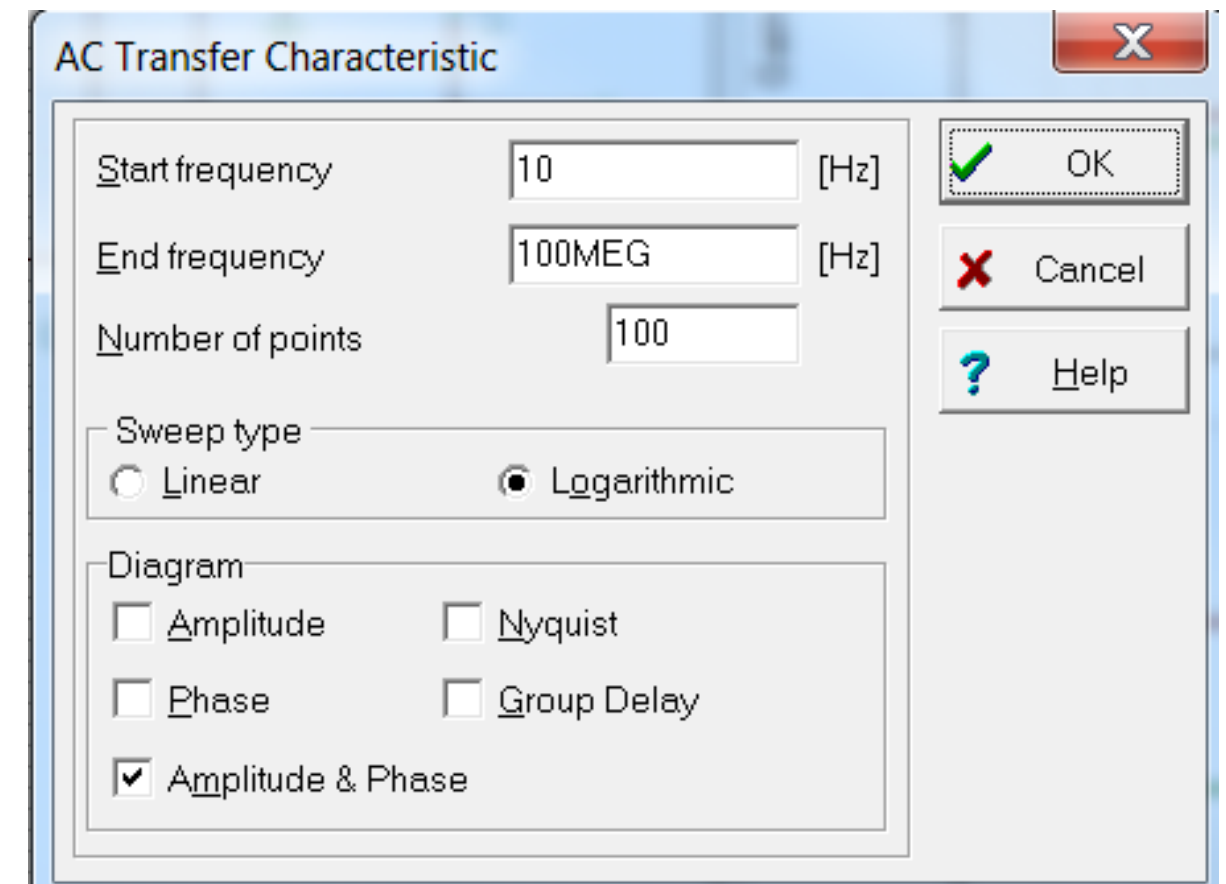 AC Transfer Characteristic
Start frequency 10 [Hz] OK
End frequency 100MEG [Hz] Cancel
Number of points 100 Help
Sweep type
Linear Logarithmic
Diagram
Amplitude Nyquist
Phase Group Delay
Amplitude & Phase